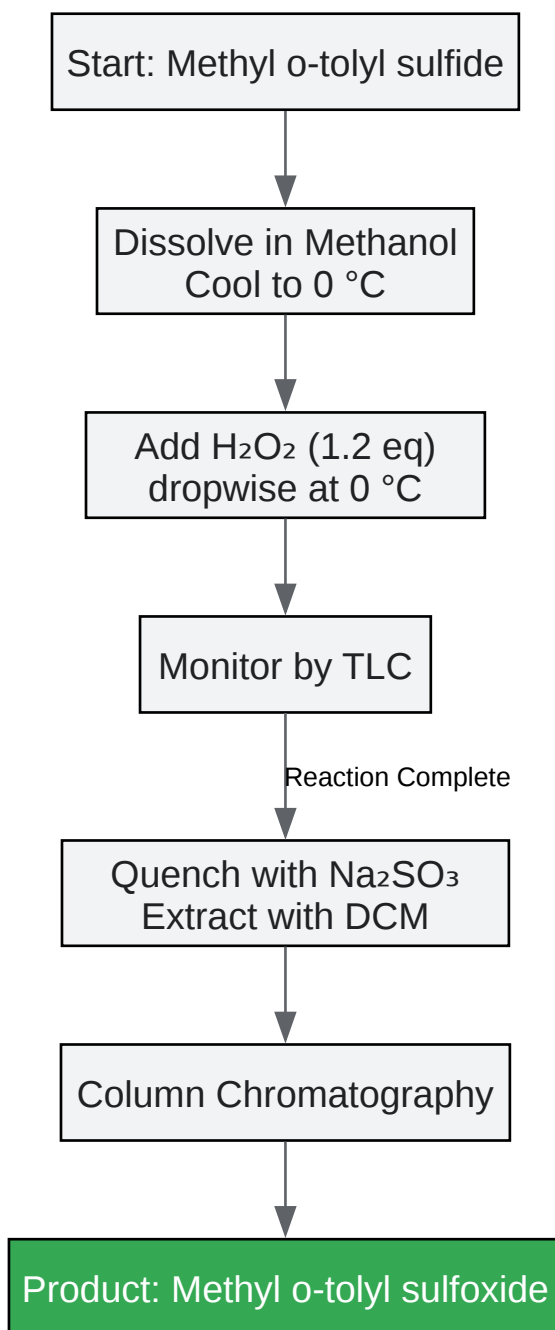 Start: Methyl o-tolyl sulfide
Dissolve in Methanol
Cool to 0 °C
Add H₂O₂ (1.2 eq)
dropwise at 0 °C
Monitor by TLC
Reaction Complete
Quench with Na₂SO₃
Extract with DCM
Column Chromatography
Product: Methyl o-tolyl sulfoxide